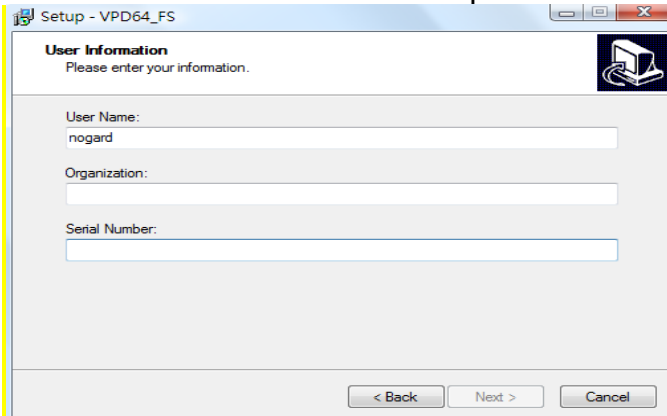 Setup - VPD64_FS
User Information
Please enter your information.
User Name:
nogard
Organization:
Serial Number:
< Back Next > Cancel